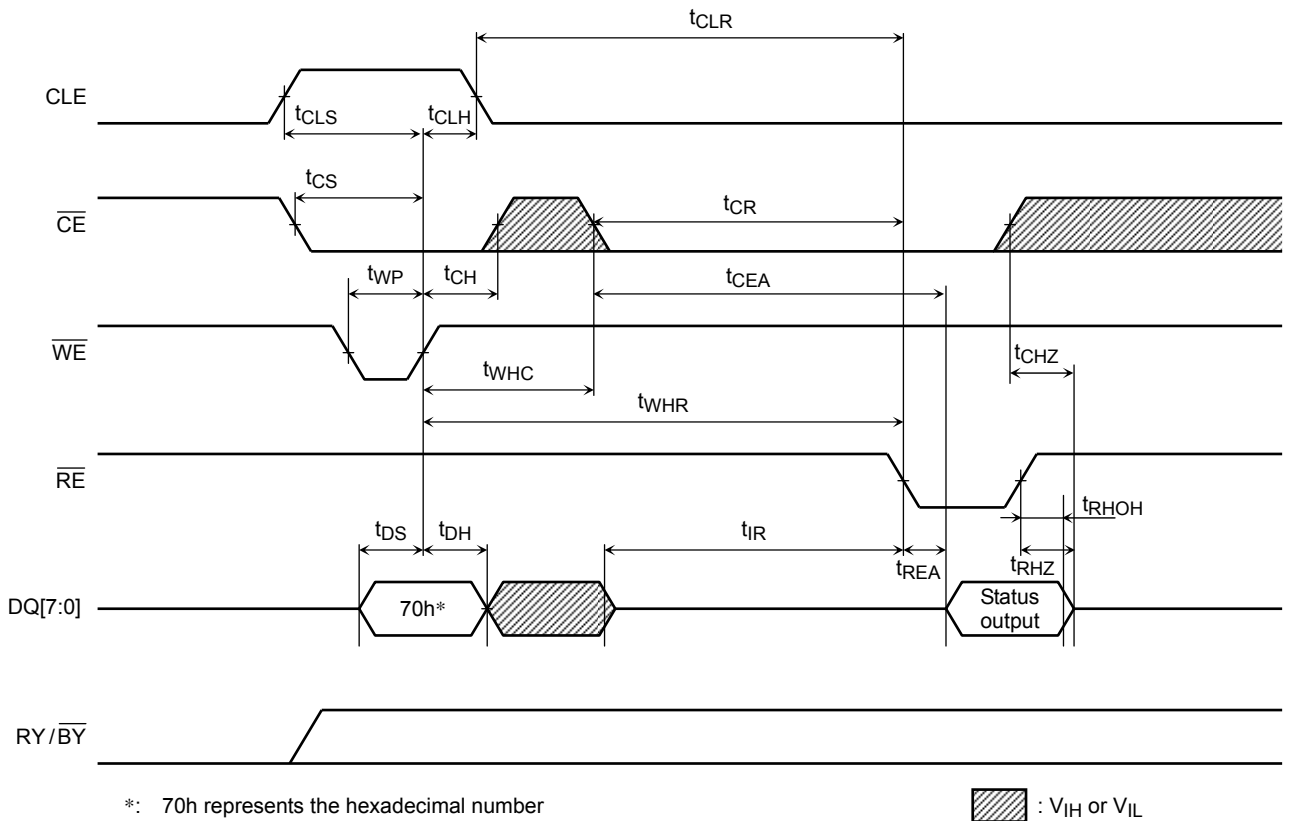 tCLR
CLE
tCLS
tCLH
tCS
CE
tCR
tWP
tCH
tCEA
WE
tCHZ
tWHC
tWHR
RE
tRHOH
tDS
tDH
tIR
tREA
tRHZ
DQ[7:0]
70h*
Status
output
RY/BY
*: 70h represents the hexadecimal number
: VIH or VIL